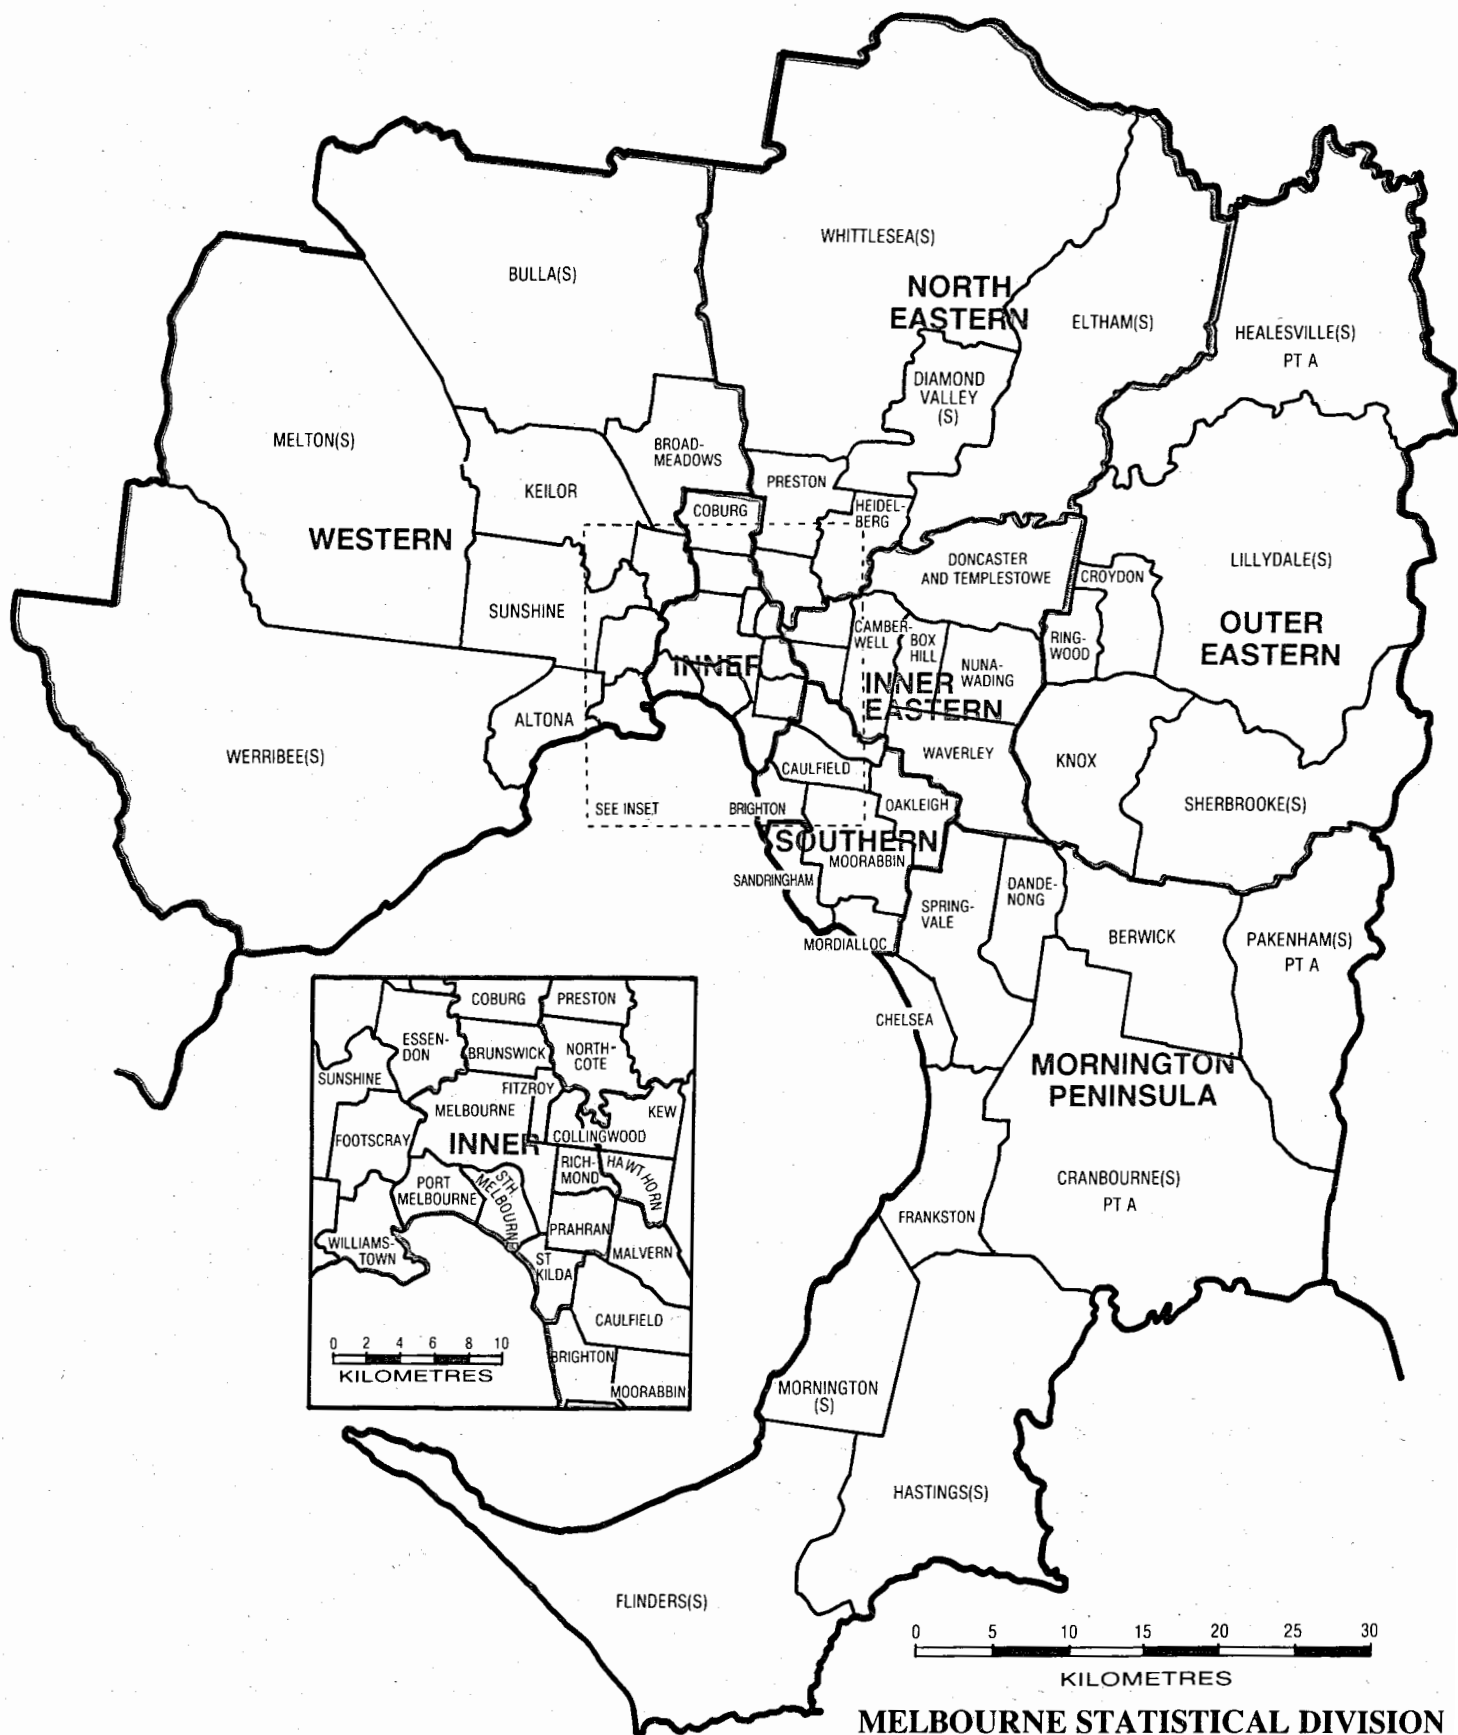 WHITTLESEA(S)
BULLA(S)
NORTH
EASTERN
ELTHAM(S)
HEALESVILLE(S)
PT A
DIAMOND
VALLEY
(S)
MELTON(S)
BROAD-
MEADOWS
KEILOR
PRESTON
COBURG
HEIDEL-
BERG
WESTERN
DONCASTER
AND TEMPLESTOWE
CROYDON
LILLYDALE(S)
SUNSHINE
OUTER
EASTERN
CAMBER-
WELL
BOX
HILL
RING-
WOOD
NUNA-
WADING
INNER
INNER
EASTERN
ALTONA
WERRIBEE(S)
WAVERLEY
KNOX
CAULFIELD
SEE INSET
BRIGHTON
OAKLEIGH
SHERBROOKE(S)
SOUTHERN
MOORABBIN
SANDRINGHAM
DANDE-
NONG
SPRING-
VALE
MORDIALLOC
BERWICK
PAKENHAM(S)
PT A
CHELSEA
MORNINGTON
PENINSULA
CRANBOURNE(S)
PT A
FRANKSTON
COBURG
PRESTON
ESSEN-
DON
BRUNSWICK
NORTH-
COTE
SUNSHINE
FITZROY
MELBOURNE
KEW
FOOTSCRAY
INNER
COLLINGWOOD
RICH-
MOND
HAWTHORN
PORT
MELBOURNE
STH.
MELBOURNE
PRAHRAN
MALVERN
WILLIAMS-
TOWN
ST
KILDA
CAULFIELD
BRIGHTON
MOORABBIN
0 2 4 6 8 10
KILOMETRES
MORNINGTON
(S)
HASTINGS(S)
FLINDERS(S)
0 5 10 15 20 25 30
KILOMETRES
MELBOURNE STATISTICAL DIVISION